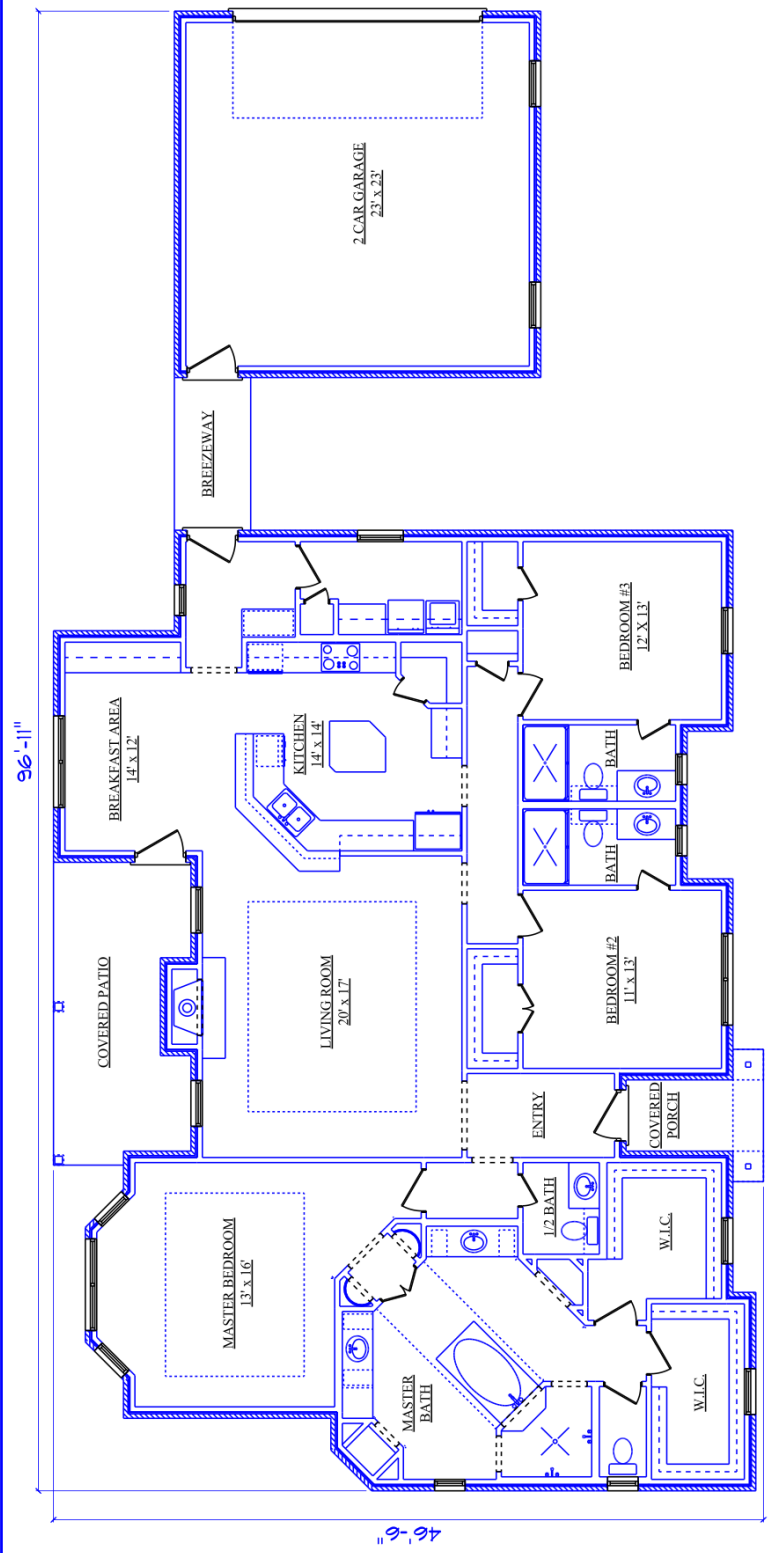 96'-11"
46'-6"
COVERED PATIO
BREAKFAST AREA
14' x 12'
BREEZEWAY
2 CAR GARAGE
23' x 23'
MASTER BEDROOM
13' x 16'
LIVING ROOM
20' x 17'
KITCHEN
14' x 14'
MASTER
BATH
1/2 BATH
ENTRY
W.I.C.
W.I.C.
COVERED
PORCH
BEDROOM #2
11' x 13'
BATH
BATH
BEDROOM #3
12' X 13'